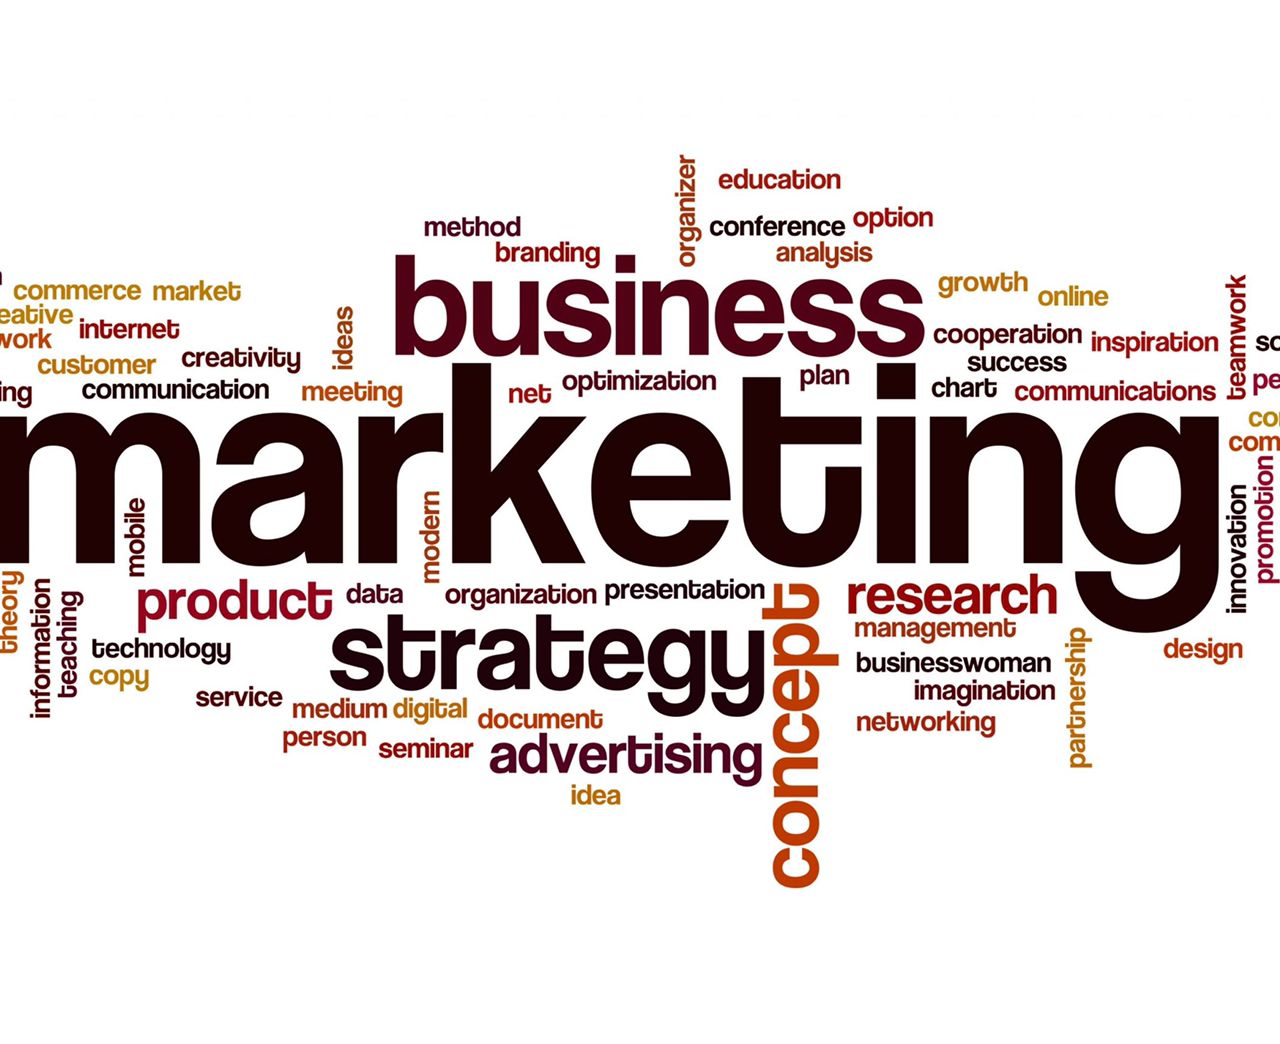 organizer
education
method
conference
option
branding
analysis
business
commerce
market
growth
online
eative
internet
ideas
work
cooperation
inspiration
teamwork
so
customer
creativity
success
ing
communication
meeting
net
optimization
plan
chart
communications
pe
marketing
co
com
promotion
mobile
modern
innovation
theory
information
teaching
product
data
organization
presentation
concept
research
management
technology
strategy
businesswoman
partnership
design
copy
service
imagination
medium
digital
document
networking
person
seminar
advertising
idea